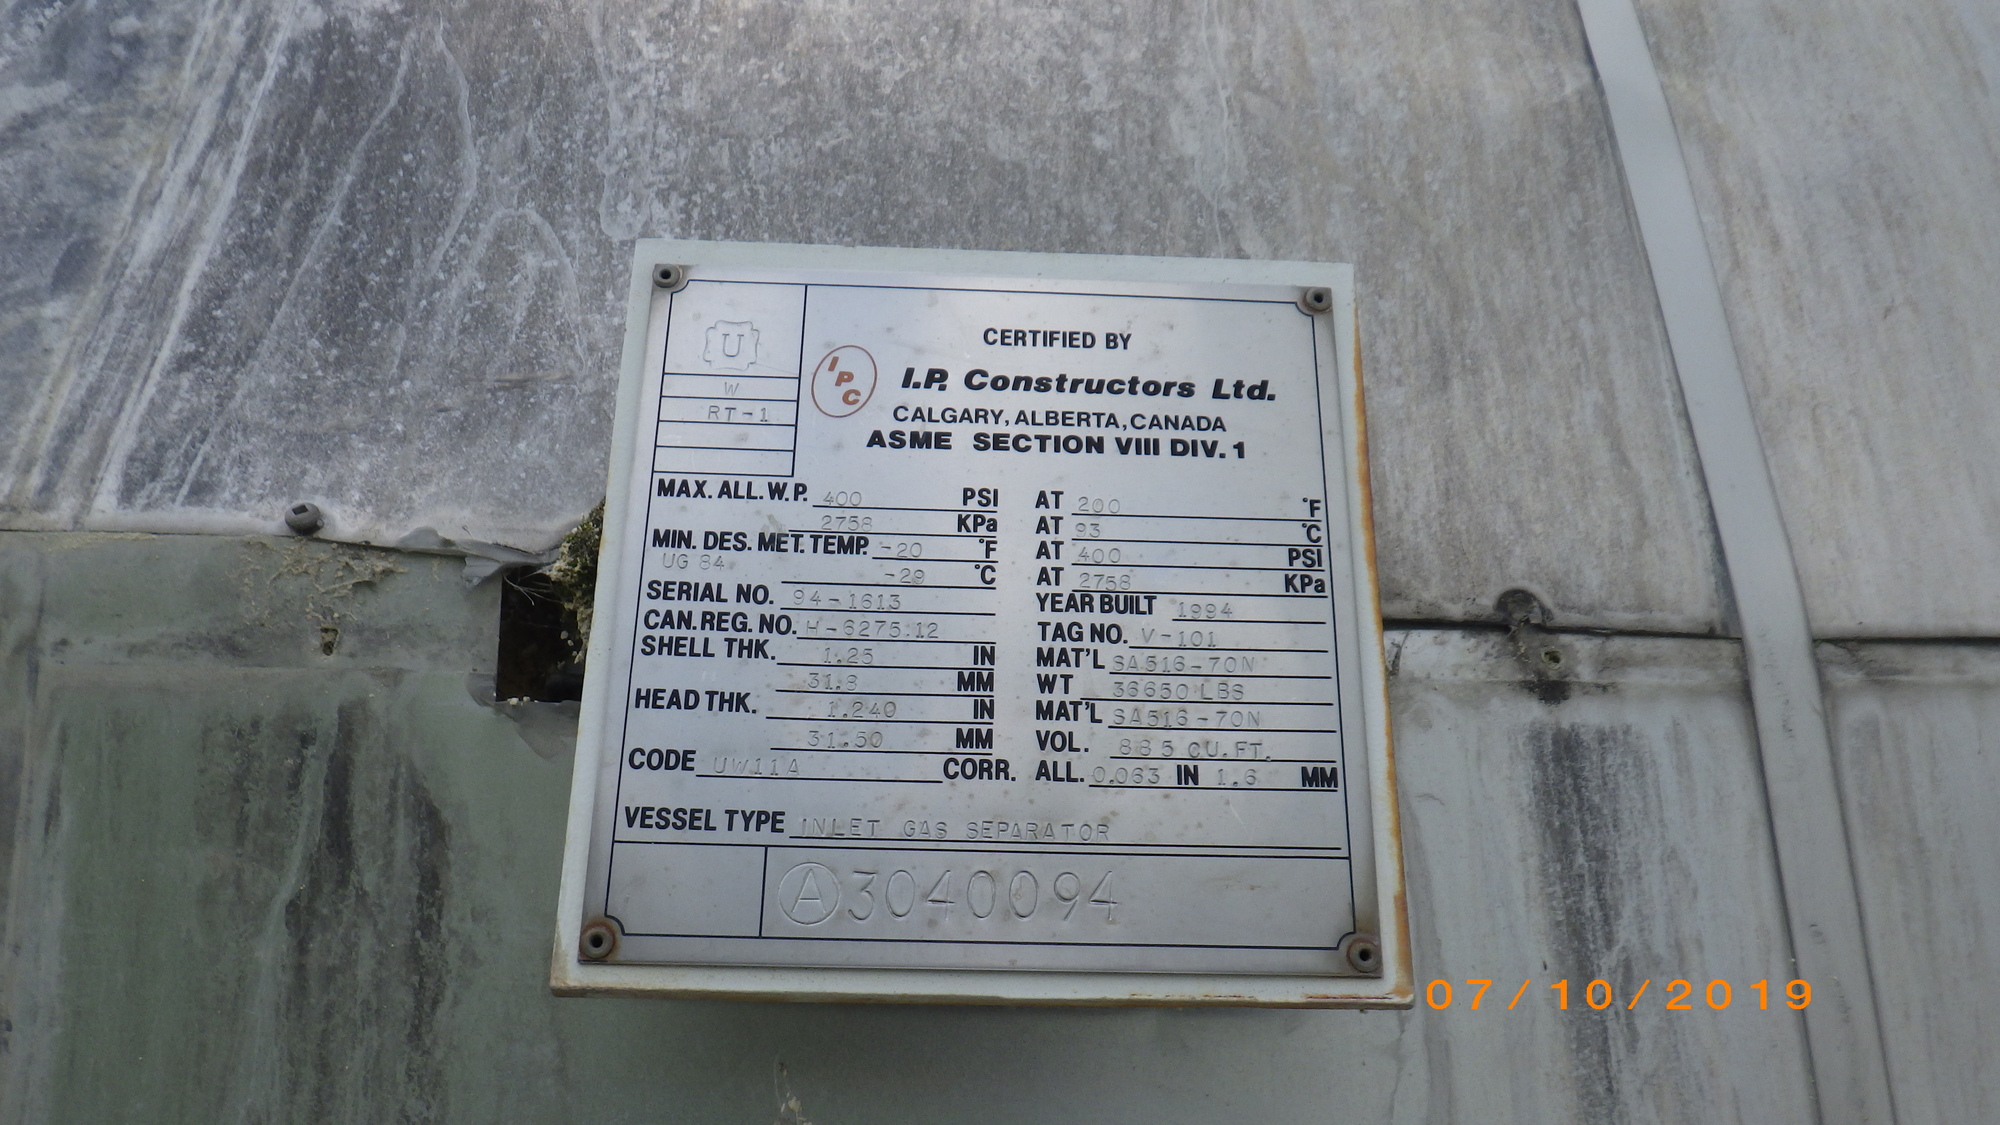 U
W
RT-1
CERTIFIED BY
IPC
I.P. Constructors Ltd.
CALGARY, ALBERTA, CANADA
ASME SECTION VIII DIV. 1
MAX. ALL. W.P. 400 PSI AT 200 °F
2758 KPa AT 93 °C
MIN. DES. MET. TEMP. -20 °F AT 400 PSI
UG 84 -29 °C AT 2758 KPa
SERIAL NO. 94-1613 YEAR BUILT 1994
CAN. REG. NO. H-6275.12 TAG NO. V-101
SHELL THK. 1.25 IN MAT'L SA516-70N
31.8 MM WT 36650 LBS
HEAD THK. 1.240 IN MAT'L SA516-70N
31.50 MM VOL. 885 CU.FT.
CODE UW11A CORR. ALL. 0.063 IN 1.6 MM
VESSEL TYPE INLET GAS SEPARATOR
A3040094
07/10/2019